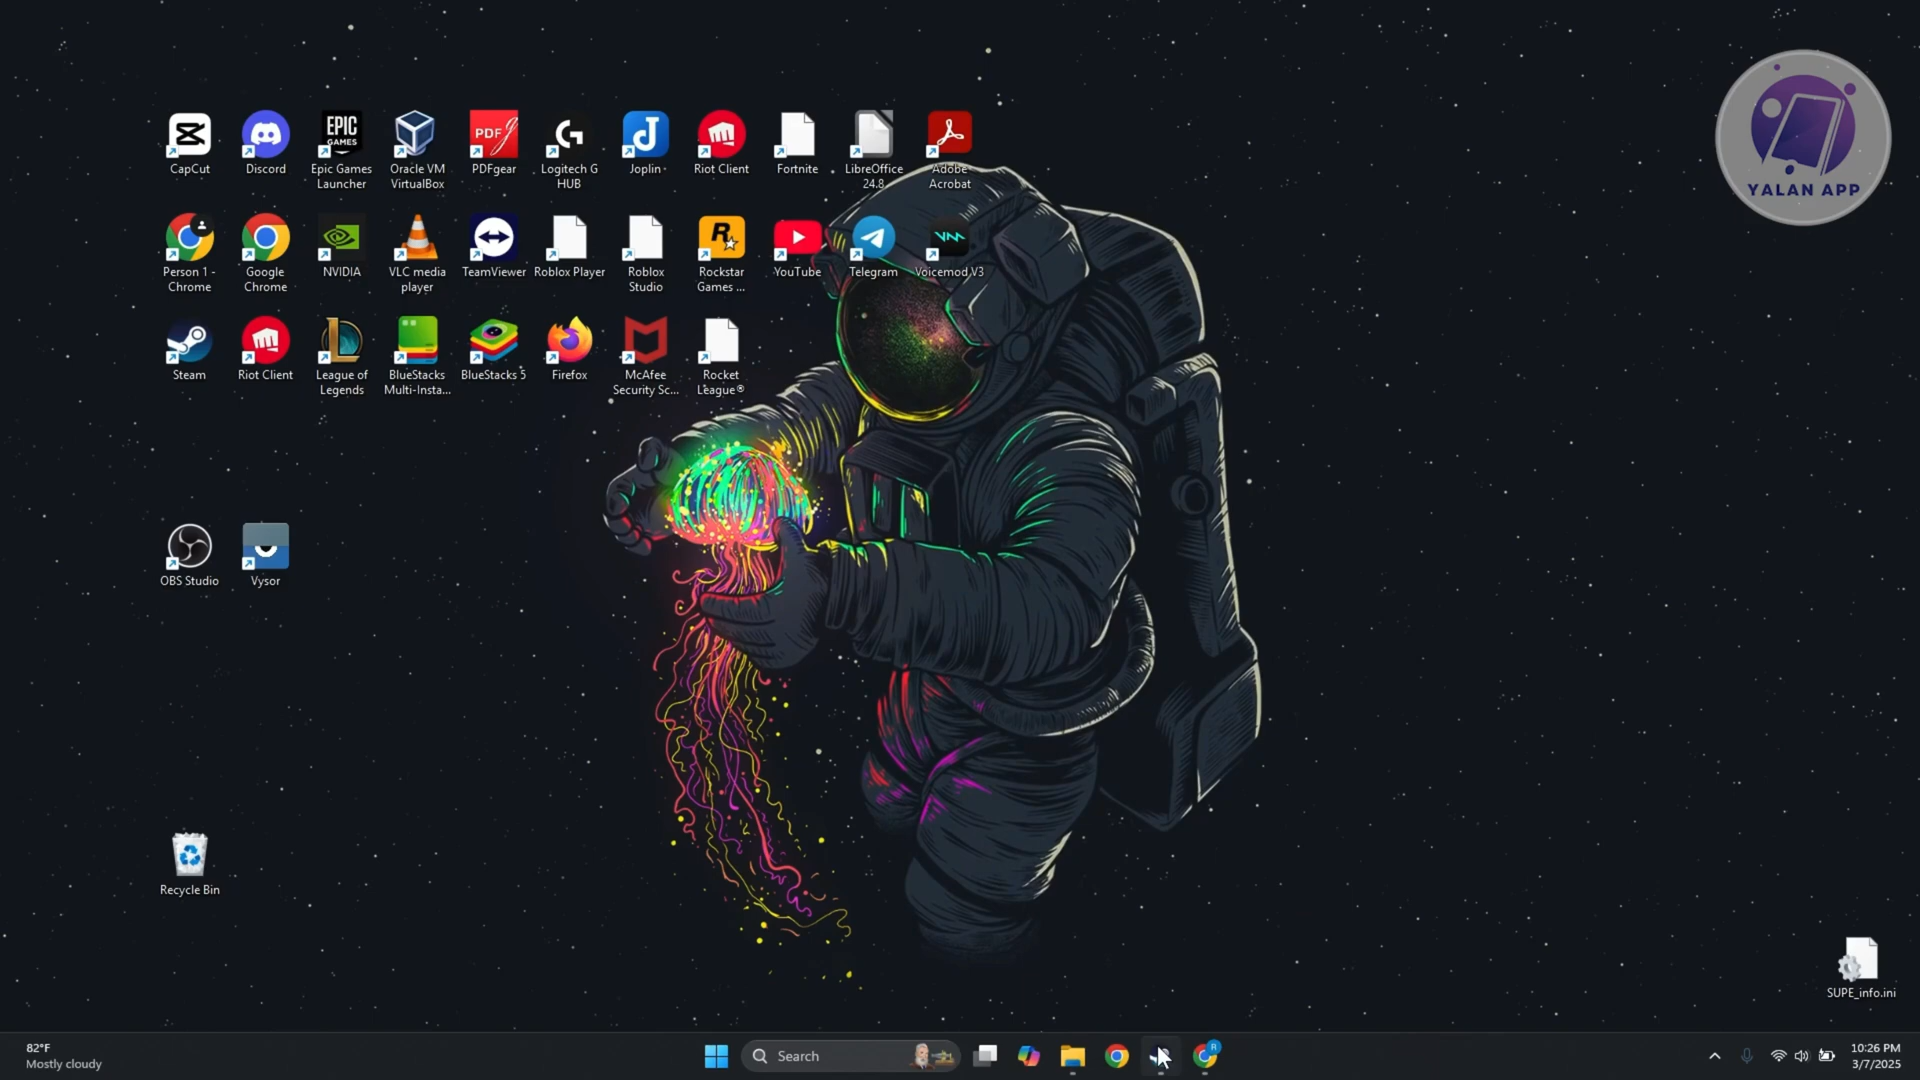 YALAN APP
EPIC
GAMES
PDF
CapCut
Discord
Epic Games
Launcher
Oracle VM
VirtualBox
PDFgear
Logitech G
HUB
Joplin
Riot Client
Fortnite
LibreOffice
24.8
Adobe
Acrobat
Person 1 -
Chrome
Google
Chrome
NVIDIA
VLC media
player
TeamViewer
Roblox Player
Roblox
Studio
Rockstar
Games ...
YouTube
Telegram
Voicemod V3
Steam
Riot Client
League of
Legends
BlueStacks
Multi-Insta...
BlueStacks 5
Firefox
McAfee
Security Sc...
Rocket
League®
OBS Studio
Vysor
Recycle Bin
SUPE_info.ini
82°F
Mostly cloudy
Search
R
10:26 PM
3/7/2025